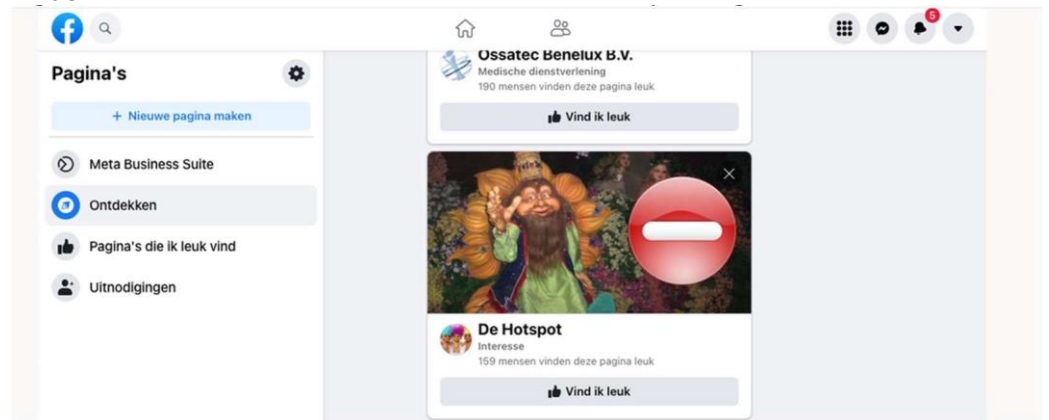 5
Pagina's
+ Nieuwe pagina maken
Meta Business Suite
Ontdekken
Pagina's die ik leuk vind
Uitnodigingen
Ossatec Benelux B.V.
Medische dienstverlening
190 mensen vinden deze pagina leuk
Vind ik leuk
De Hotspot
Interesse
159 mensen vinden deze pagina leuk
Vind ik leuk